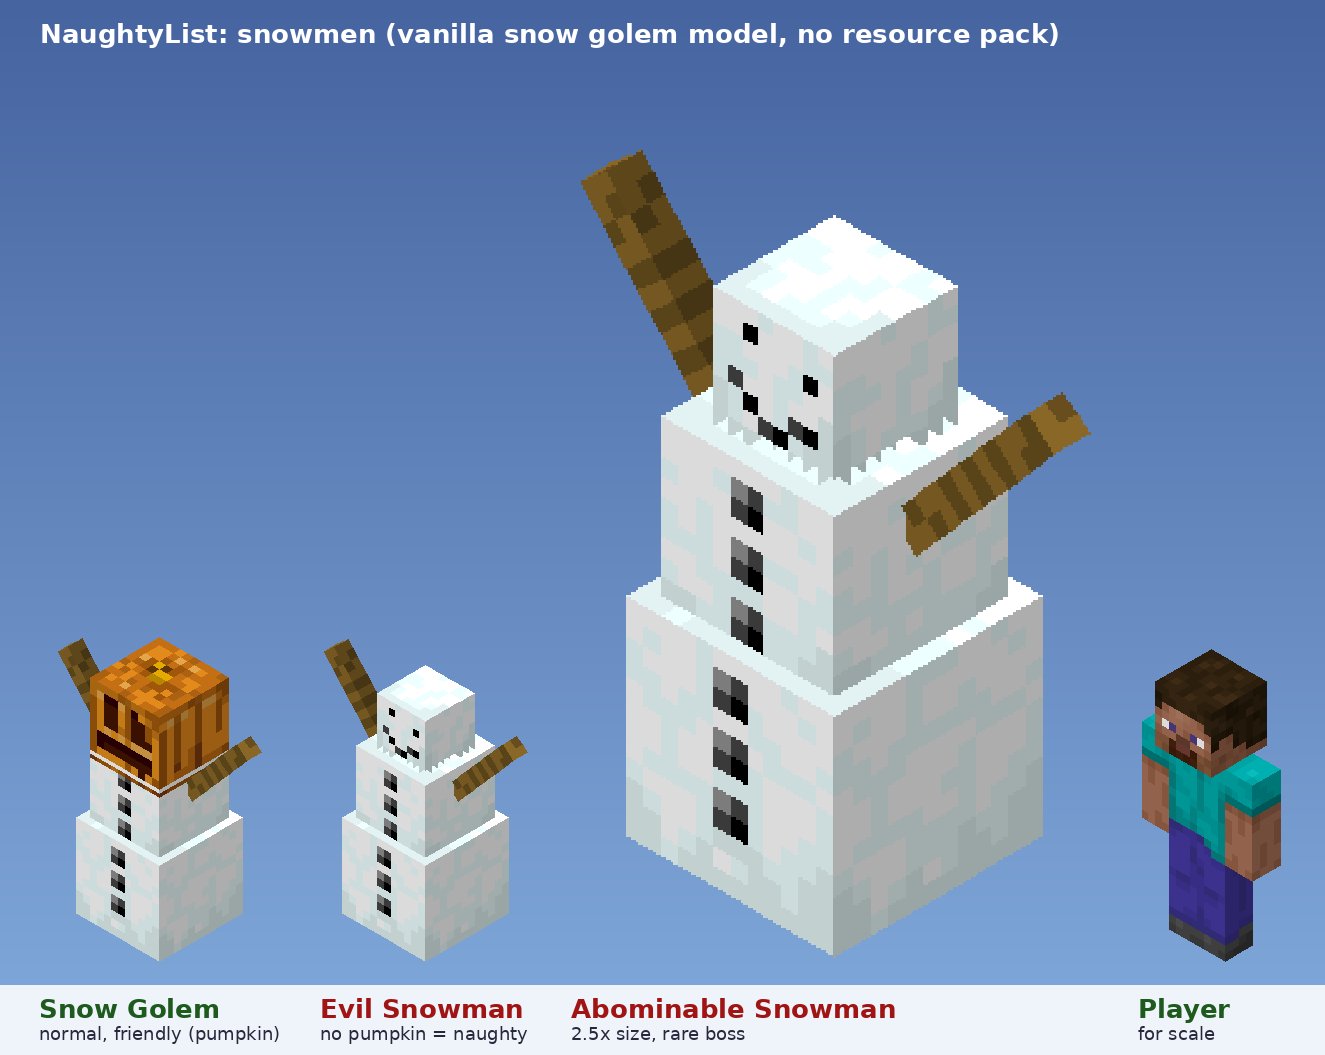 NaughtyList: snowmen (vanilla snow golem model, no resource pack)
Snow Golem
normal, friendly (pumpkin)
Evil Snowman
no pumpkin = naughty
Abominable Snowman
2.5x size, rare boss
Player
for scale